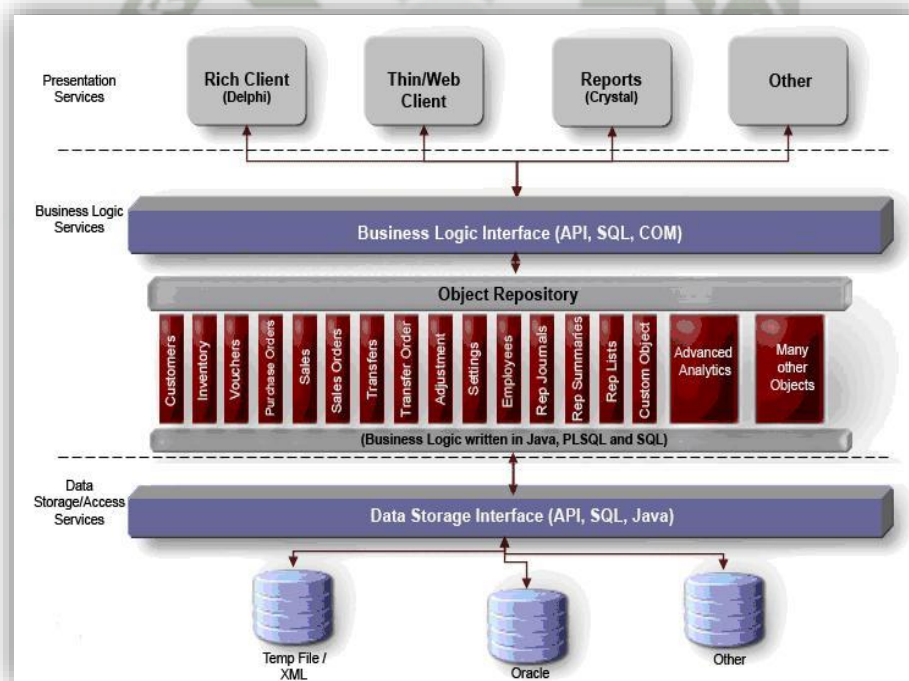 Presentation
Services
Rich Client
(Delphi)
Thin/Web
Client
Reports
(Crystal)
Other
Business Logic
Services
Business Logic Interface (API, SQL, COM)
Object Repository
Customers
Inventory
Vouchers
Purchase Orders
Sales
Sales Orders
Transfers
Transfer Order
Adjustment
Settings
Employees
Rep Journals
Rep Summaries
Rep Lists
Custom Object
Advanced
Analytics
Many
other
Objects
(Business Logic written in Java, PLSQL and SQL)
Data
Storage/Access
Services
Data Storage Interface (API, SQL, Java)
Temp File /
XML
Oracle
Other